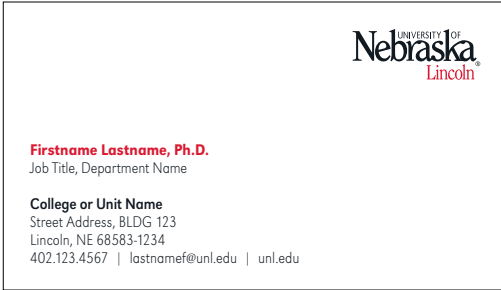 UNIVERSITY OF
Nebraska®
Lincoln
Firstname Lastname, Ph.D.
Job Title, Department Name
College or Unit Name
Street Address, BLDG 123
Lincoln, NE 68583-1234
402.123.4567 | lastnamef@unl.edu | unl.edu